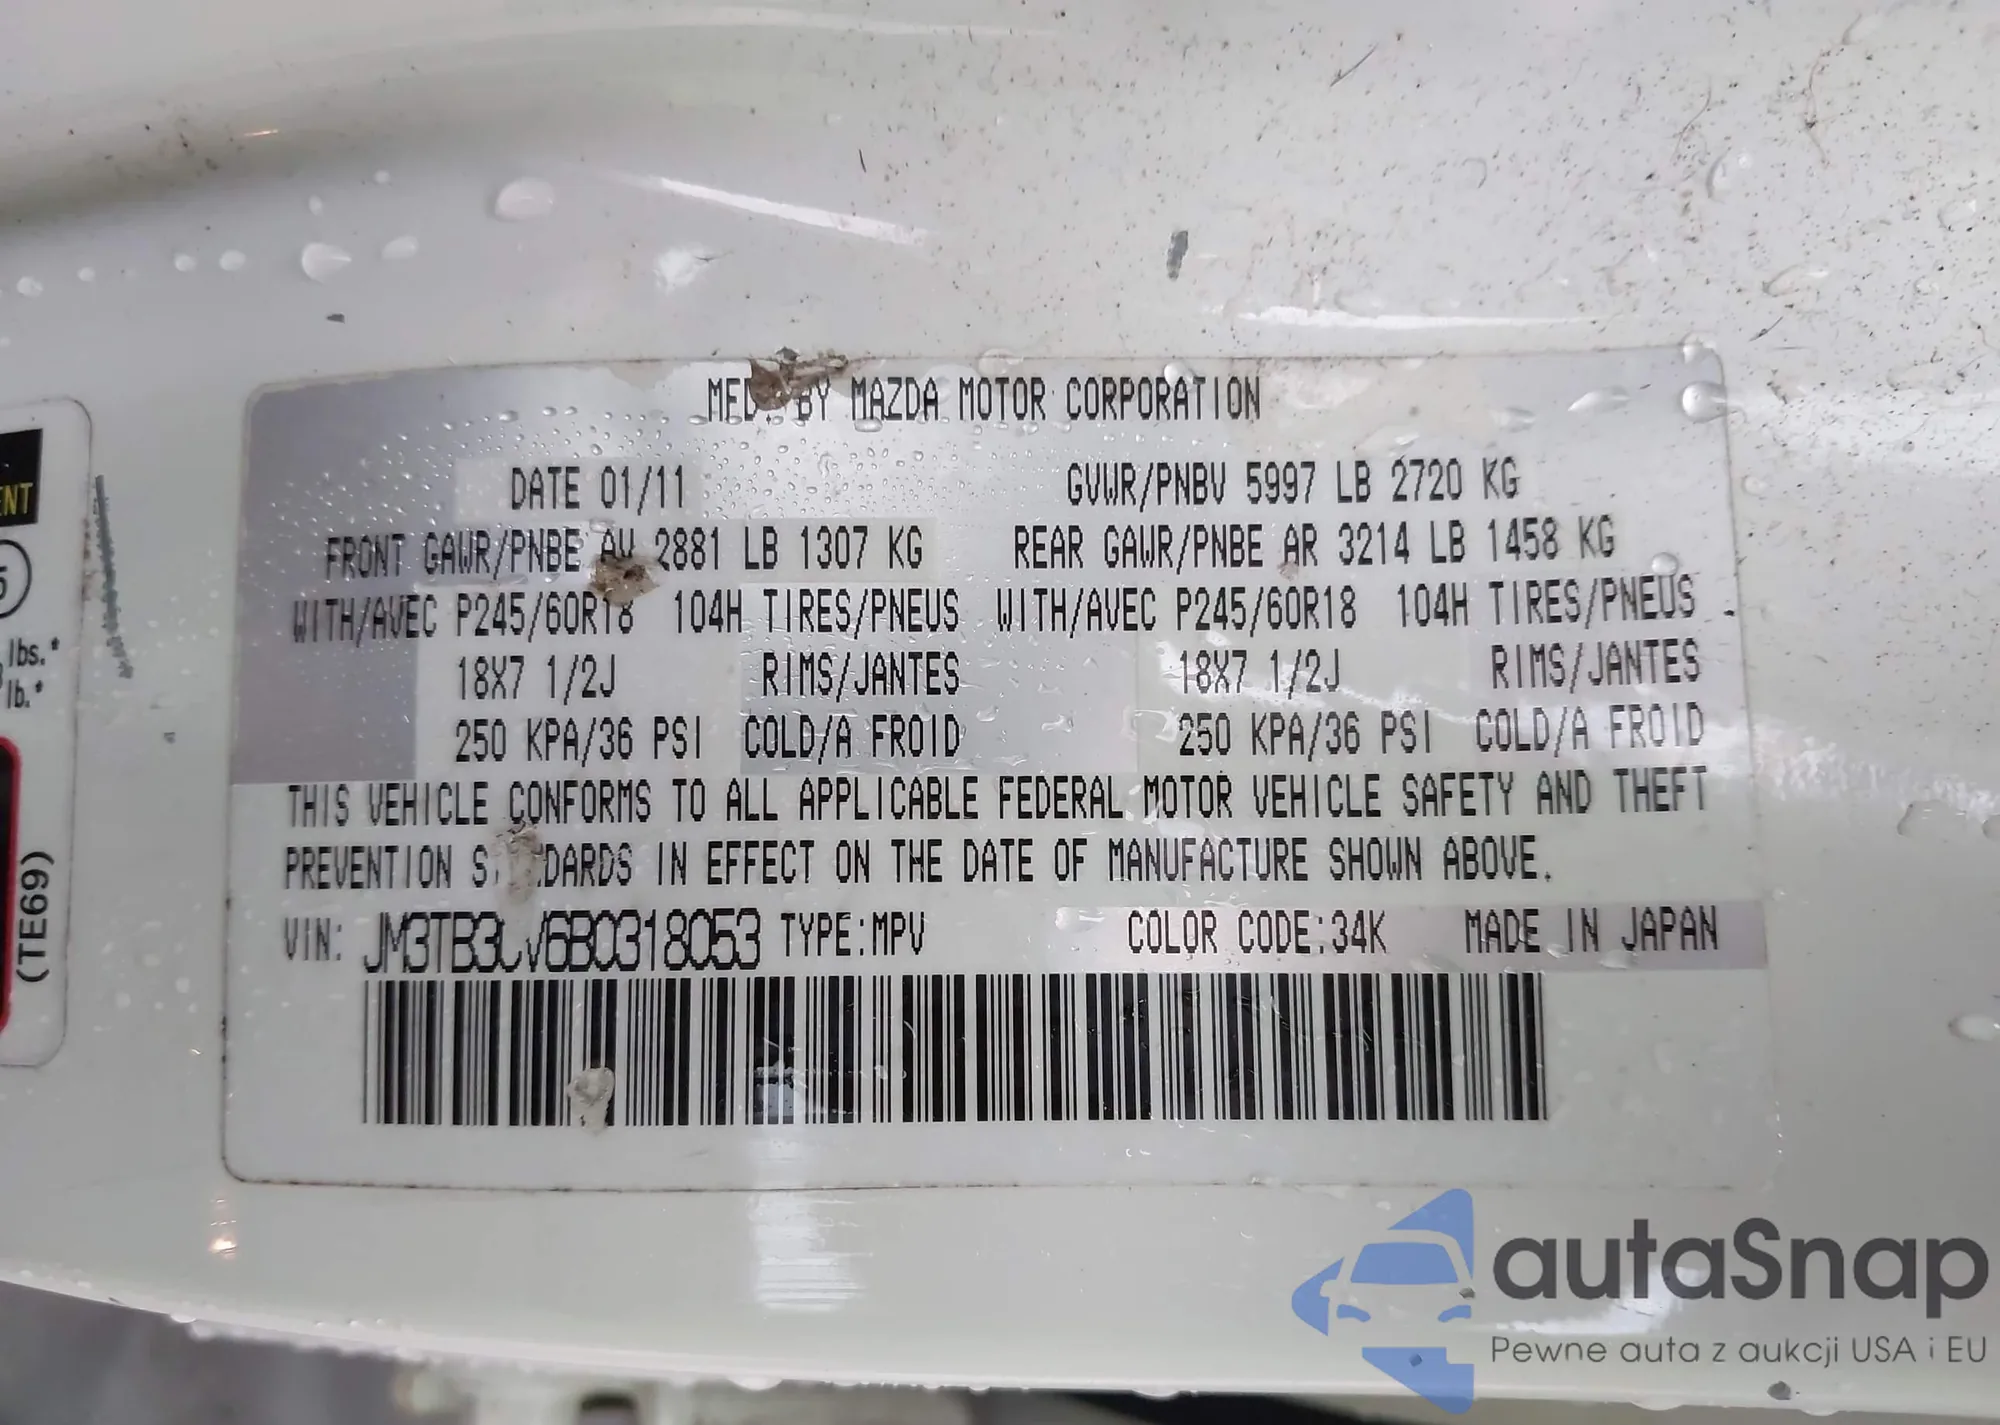 MFD. BY MAZDA MOTOR CORPORATION
DATE 01/11 GVWR/PNBV 5997 LB 2720 KG
FRONT GAWR/PNBE AV 2881 LB 1307 KG REAR GAWR/PNBE AR 3214 LB 1458 KG
WITH/AVEC P245/60R18 104H TIRES/PNEUS WITH/AVEC P245/60R18 104H TIRES/PNEUS
18X7 1/2J RIMS/JANTES 18X7 1/2J RIMS/JANTES
250 KPA/36 PSI COLD/A FROID 250 KPA/36 PSI COLD/A FROID
THIS VEHICLE CONFORMS TO ALL APPLICABLE FEDERAL MOTOR VEHICLE SAFETY AND THEFT
PREVENTION IN EFFECT ON THE DATE OF MANUFACTURE SHOWN ABOVE.
VIN: JM3TB3CV6B0318053 TYPE:MPV COLOR CODE:34K MADE IN JAPAN
lbs.*
lb.*
(TE69)
autaSnap
Pewne auta z aukcji USA i EU